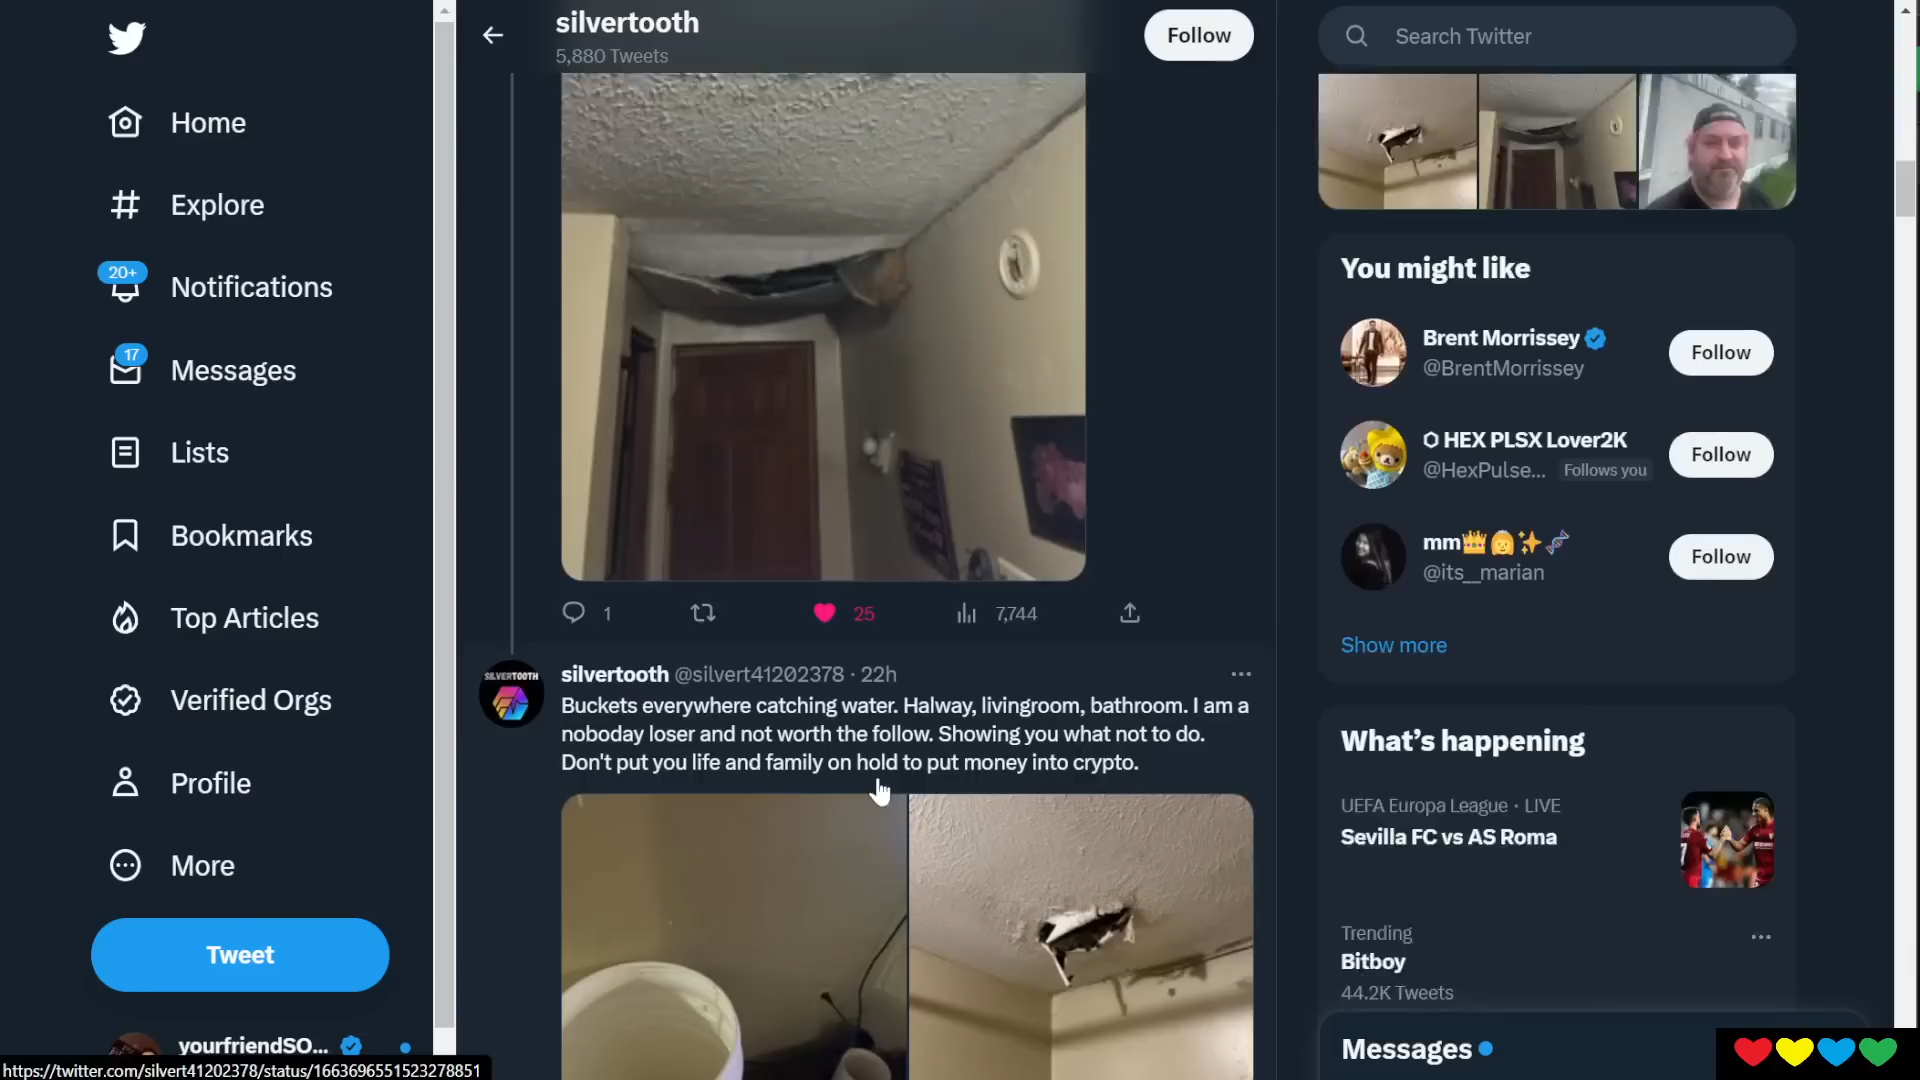 silvertooth
5,880 Tweets
Follow
Search Twitter
Home
Explore
20+
Notifications
17
Messages
Lists
Bookmarks
Top Articles
Verified Orgs
Profile
More
Tweet
yourfriendSO...
1
25
7,744
SILVERTOOTH
silvertooth @silvert41202378 · 22h
Buckets everywhere catching water. Halway, livingroom, bathroom. I am a
noboday loser and not worth the follow. Showing you what not to do.
Don't put you life and family on hold to put money into crypto.
You might like
Brent Morrissey
@BrentMorrissey
Follow
HEX PLSX Lover2K
@HexPulse... Follows you
Follow
mm
@its__marian
Follow
Show more
What's happening
UEFA Europa League · LIVE
Sevilla FC vs AS Roma
Trending
Bitboy
44.2K Tweets
Messages
https://twitter.com/silvert41202378/status/1663696551523278851